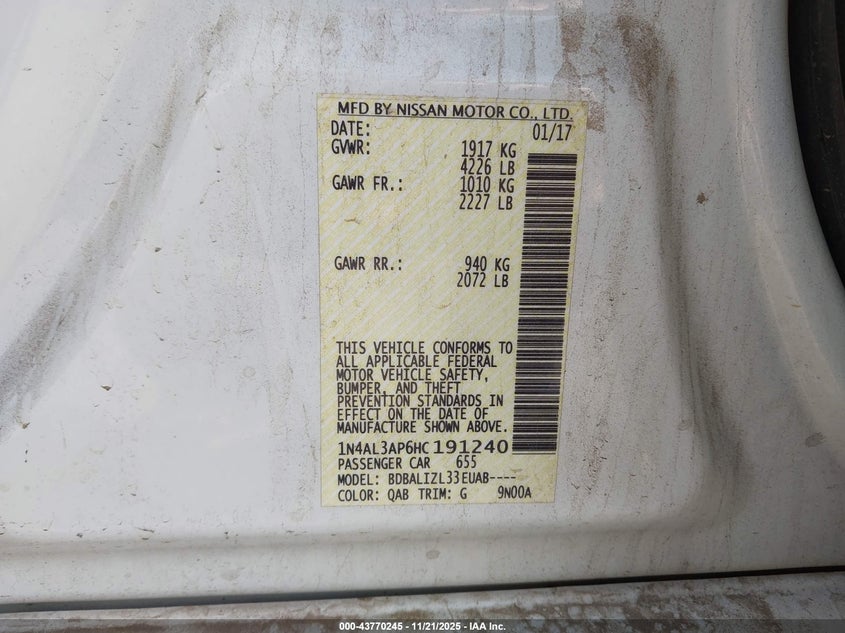 MFD BY NISSAN MOTOR CO., LTD.
DATE: 01/17
GVWR: 1917 KG
4226 LB
GAWR FR.: 1010 KG
2227 LB
GAWR RR.: 940 KG
2072 LB
THIS VEHICLE CONFORMS TO
ALL APPLICABLE FEDERAL
MOTOR VEHICLE SAFETY,
BUMPER, AND THEFT
PREVENTION STANDARDS IN
EFFECT ON THE DATE OF
MANUFACTURE SHOWN ABOVE.
1N4AL3AP6HC191240
PASSENGER CAR 655
MODEL: BDBALIZL33EUAB----
COLOR: QAB TRIM: G 9N00A
000-43770245 - 11/21/2025 - IAA Inc.